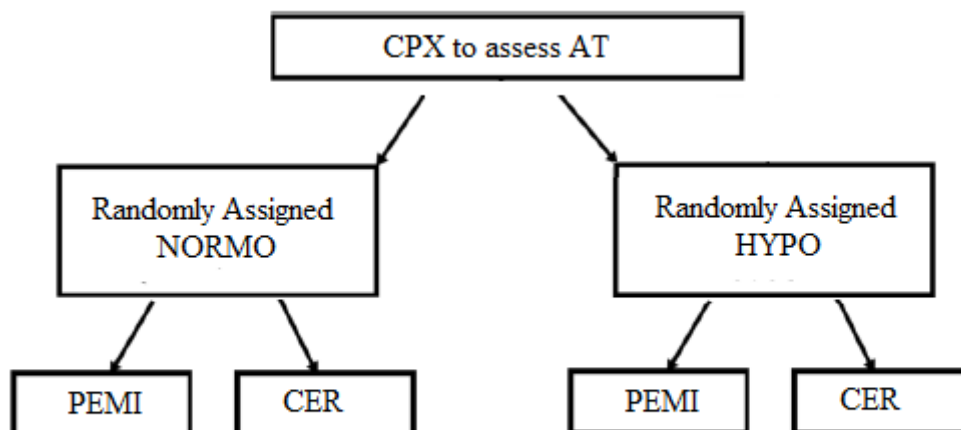 CPX to assess AT
Randomly Assigned
NORMO
Randomly Assigned
HYPO
PEMI
CER
PEMI
CER